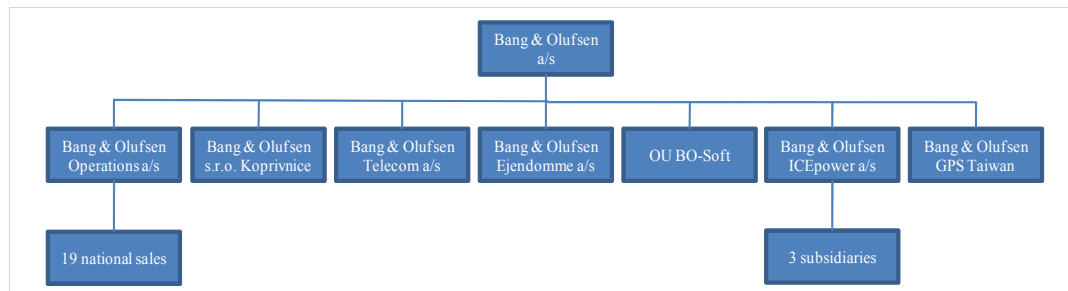 Bang & Olufsen
a/s
Bang & Olufsen
Operations a/s
Bang & Olufsen
s.r.o. Koprivnice
Bang & Olufsen
Telecom a/s
Bang & Olufsen
Ejendomme a/s
OU BO-Soft
Bang & Olufsen
ICEpower a/s
Bang & Olufsen
GPS Taiwan
19 national sales
3 subsidiaries